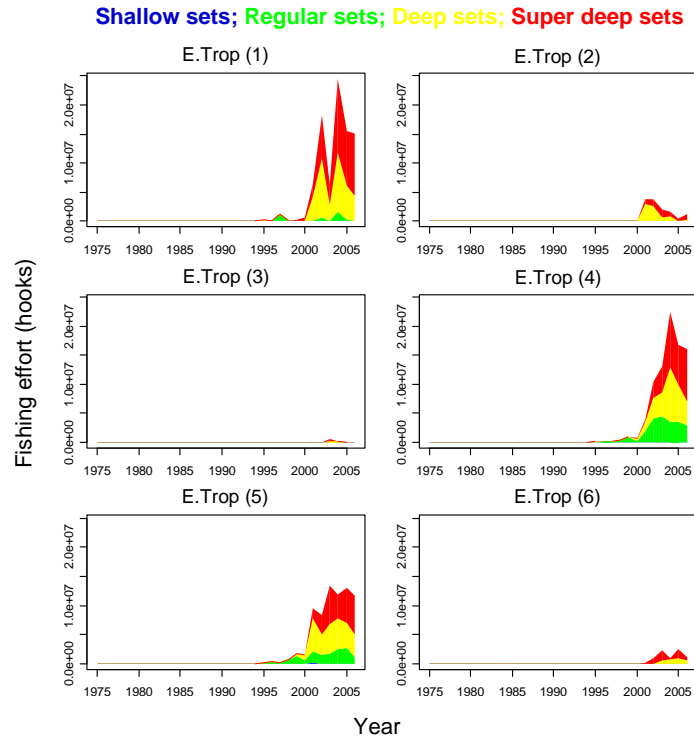 Shallow sets; Regular sets; Deep sets; Super deep sets
E.Trop (1)
E.Trop (2)
0.0e+00 1.0e+07 2.0e+07
0.0e+00 1.0e+07 2.0e+07
1975 1980 1985 1990 1995 2000 2005
1975 1980 1985 1990 1995 2000 2005
E.Trop (3)
E.Trop (4)
0.0e+00 1.0e+07 2.0e+07
0.0e+00 1.0e+07 2.0e+07
1975 1980 1985 1990 1995 2000 2005
1975 1980 1985 1990 1995 2000 2005
E.Trop (5)
E.Trop (6)
0.0e+00 1.0e+07 2.0e+07
0.0e+00 1.0e+07 2.0e+07
1975 1980 1985 1990 1995 2000 2005
1975 1980 1985 1990 1995 2000 2005
Fishing effort (hooks)
Year